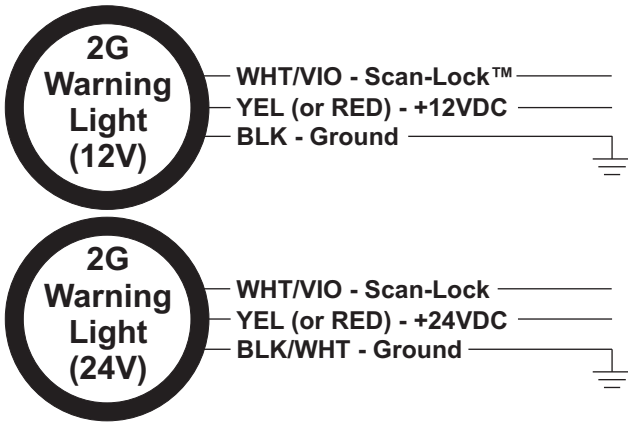 2G
Warning
Light
(12V)
WHT/VIO - Scan-Lock™
YEL (or RED) - +12VDC
BLK - Ground
2G
Warning
Light
(24V)
WHT/VIO - Scan-Lock
YEL (or RED) - +24VDC
BLK/WHT - Ground